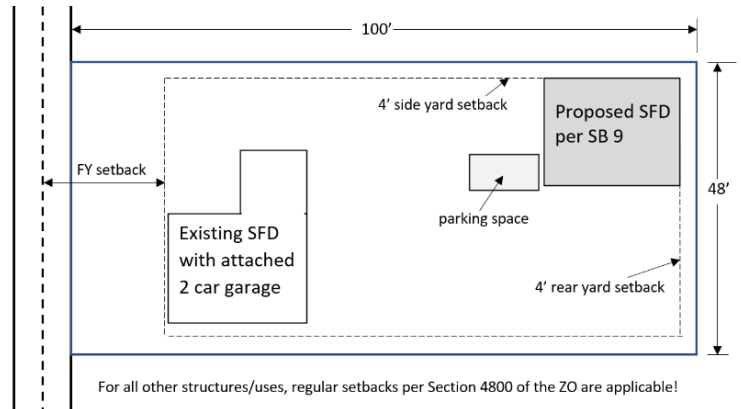 100’
4’ side yard setback
Proposed SFD
per SB 9
FY setback
48’
parking space
Existing SFD
with attached
2 car garage
4’ rear yard setback
For all other structures/uses, regular setbacks per Section 4800 of the ZO are applicable!